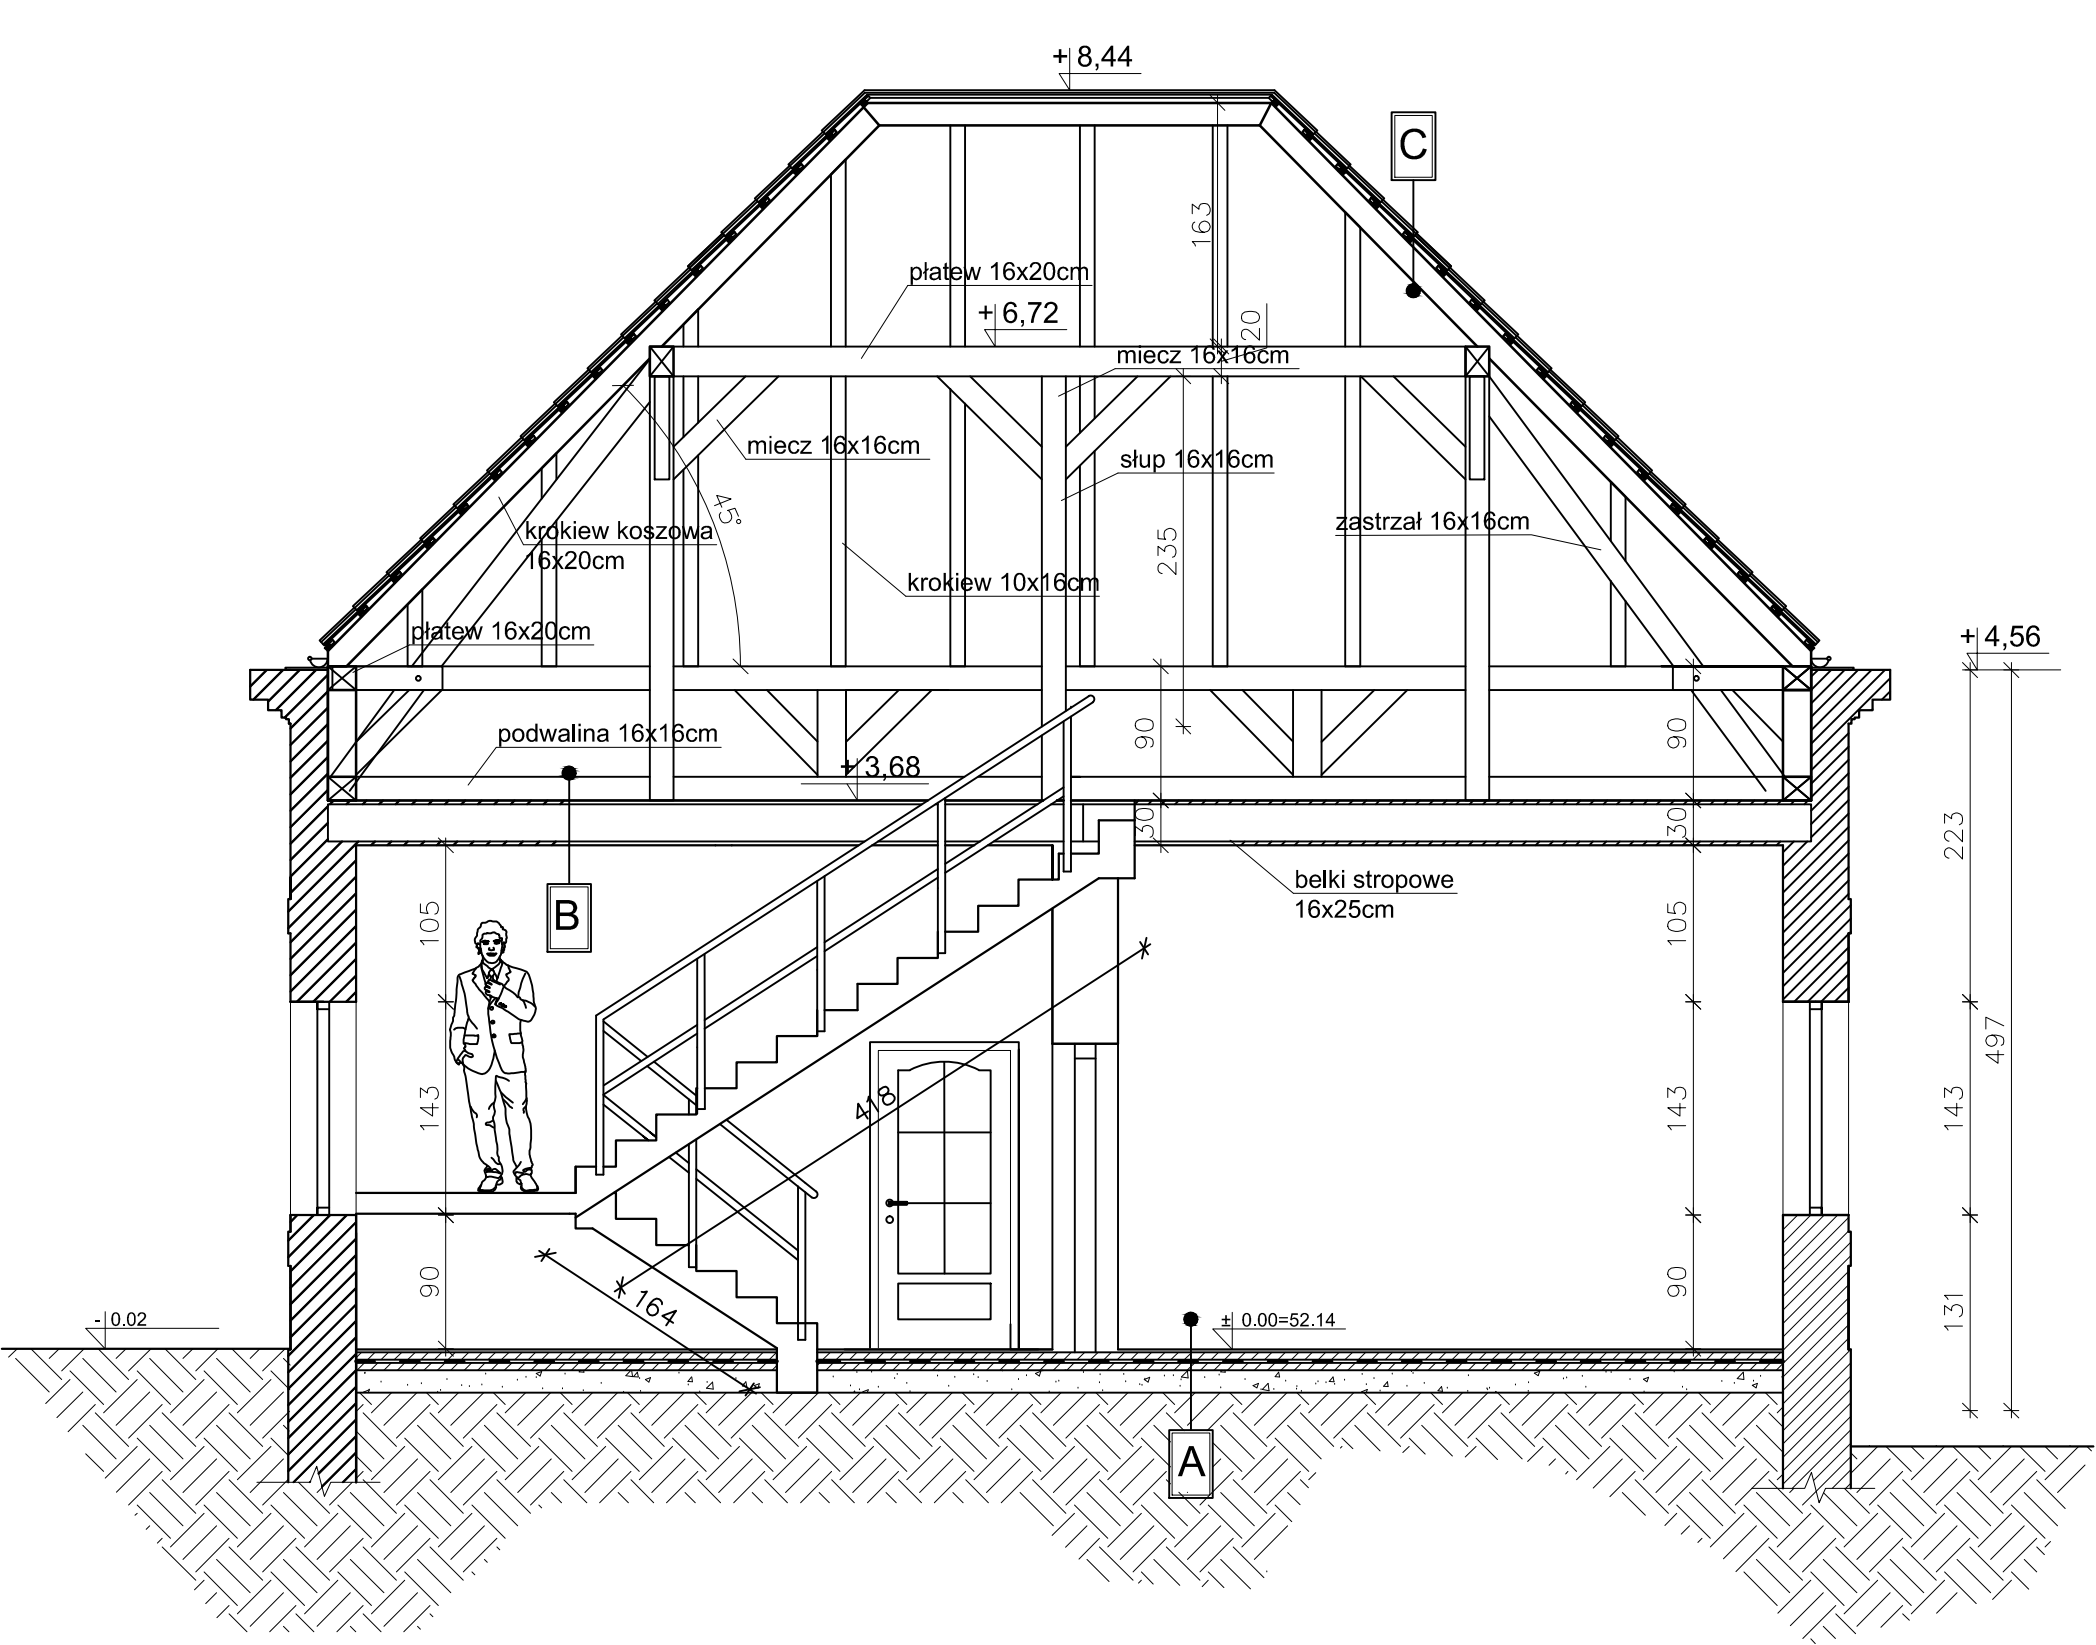 + 8,44
C
163
płatew 16x20cm
+ 6,72
20
miecz 16x16cm
miecz 16x16cm
słup 16x16cm
45°
krokiew koszowa
16x20cm
zastrzał 16x16cm
235
krokiew 10x16cm
płatew 16x20cm
+ 4,56
podwalina 16x16cm
90
90
+ 3,68
30
30
223
belki stropowe
16x25cm
B
105
105
497
418
143
143
143
90
90
131
164
- 0.02
± 0.00=52.14
A